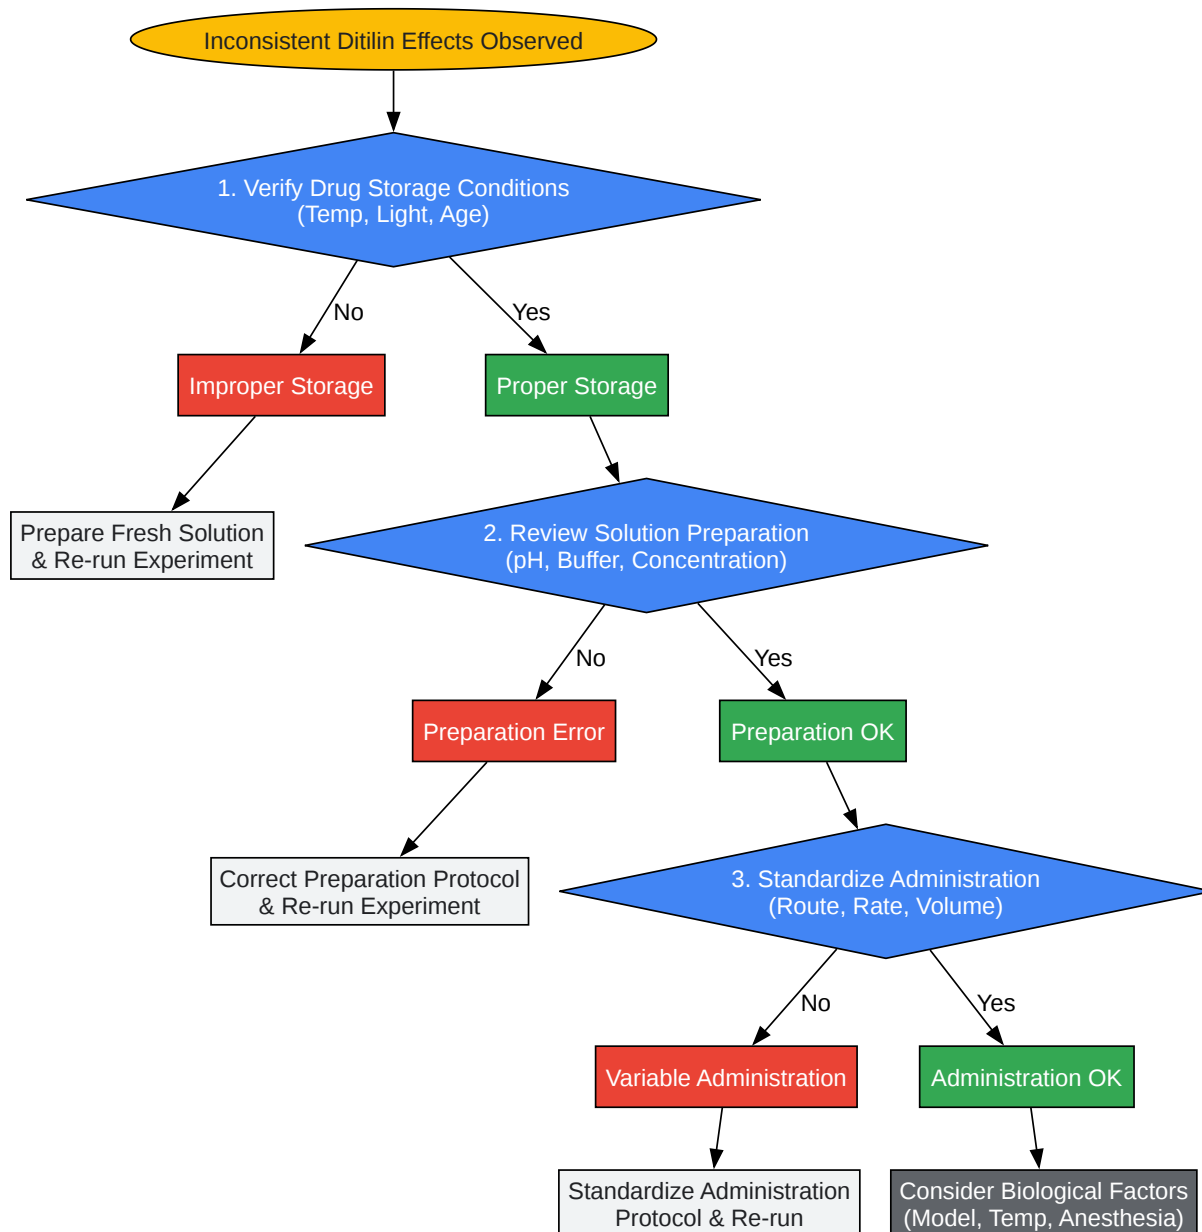 Inconsistent Ditilin Effects Observed
1. Verify Drug Storage Conditions
(Temp, Light, Age)
No
Yes
Improper Storage
Proper Storage
Prepare Fresh Solution
& Re-run Experiment
2. Review Solution Preparation
(pH, Buffer, Concentration)
No
Yes
Preparation Error
Preparation OK
Correct Preparation Protocol
& Re-run Experiment
3. Standardize Administration
(Route, Rate, Volume)
No
Yes
Variable Administration
Administration OK
Standardize Administration
Protocol & Re-run
Consider Biological Factors
(Model, Temp, Anesthesia)